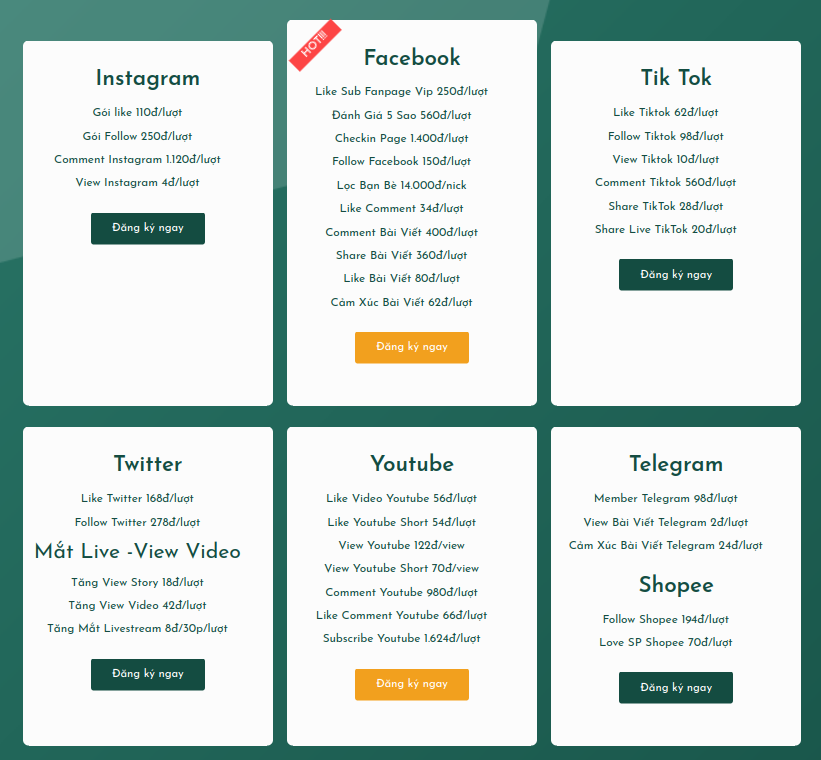 Instagram
Gói like 110đ/lượt
Gói Follow 250đ/lượt
Comment Instagram 1.120đ/lượt
View Instagram 4đ/lượt
Đăng ký ngay
HOT!!!
Facebook
Like Sub Fanpage Vip 250đ/lượt
Đánh Giá 5 Sao 560đ/lượt
Checkin Page 1.400đ/lượt
Follow Facebook 150đ/lượt
Lọc Bạn Bè 14.000đ/nick
Like Comment 34đ/lượt
Comment Bài Viết 400đ/lượt
Share Bài Viết 360đ/lượt
Like Bài Viết 80đ/lượt
Cảm Xúc Bài Viết 62đ/lượt
Đăng ký ngay
Tik Tok
Like Tiktok 62đ/lượt
Follow Tiktok 98đ/lượt
View Tiktok 10đ/lượt
Comment Tiktok 560đ/lượt
Share TikTok 28đ/lượt
Share Live TikTok 20đ/lượt
Đăng ký ngay
Twitter
Like Twitter 168đ/lượt
Follow Twitter 278đ/lượt
Mắt Live -View Video
Tăng View Story 18đ/lượt
Tăng View Video 42đ/lượt
Tăng Mắt Livestream 8đ/30p/lượt
Đăng ký ngay
Youtube
Like Video Youtube 56đ/lượt
Like Youtube Short 54đ/lượt
View Youtube 122đ/view
View Youtube Short 70đ/view
Comment Youtube 980đ/lượt
Like Comment Youtube 66đ/lượt
Subscribe Youtube 1.624đ/lượt
Đăng ký ngay
Telegram
Member Telegram 98đ/lượt
View Bài Viết Telegram 2đ/lượt
Cảm Xúc Bài Viết Telegram 24đ/lượt
Shopee
Follow Shopee 194đ/lượt
Love SP Shopee 70đ/lượt
Đăng ký ngay